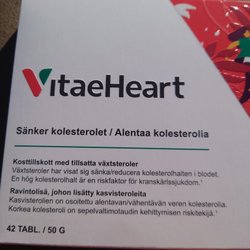 VitaeHeart
Sänker kolesterolet / Alentaa kolesterolia
Kosttillskott med tillsatta växtsteroler
Växtsteroler har visat sig sänka/reducera kolesterolhalten i blodet.
En hög kolesterolhalt är en riskfaktor för kranskärlssjukdom.¹
Ravintolisä, johon lisätty kasvisteroleita
Kasvisterolien on osoitettu alentavan/vähentävän veren kolesterolia.
Korkea kolesteroli on sepelvaltimotaudin kehittymisen riskitekijä.¹
42 TABL. / 50 G